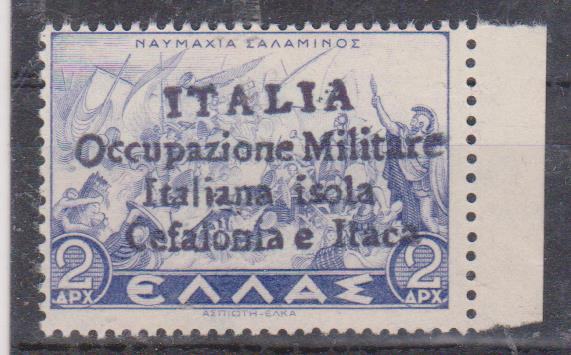 ΝΑΥΜΑΧΙΑ ΣΑΛΑΜΙΝΟΣ
ITALIA
Occupazione Militare
Italiana isola
Cefalonia e Itaca
2 ΔΡΧ ΕΛΛΑΣ 2 ΔΡΧ
ΑΣΠΙΩΤΗ-ΕΛΚΑ